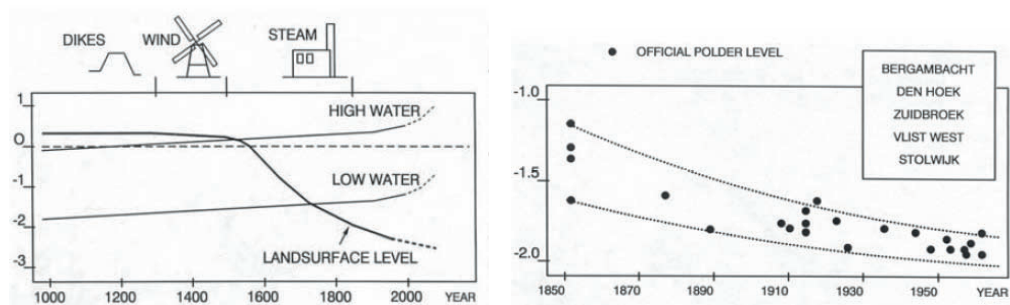 DIKES
WIND
STEAM
1
0
-1
-2
-3
HIGH WATER
LOW WATER
LANDSURFACE LEVEL
1000 1200 1400 1600 1800 2000 YEAR
OFFICIAL POLDER LEVEL
BERGAMBACHT
DEN HOEK
ZUIDBROEK
VLIST WEST
STOLWIJK
-1.0
-1.5
-2.0
1850 1870 1890 1910 1930 1950 YEAR